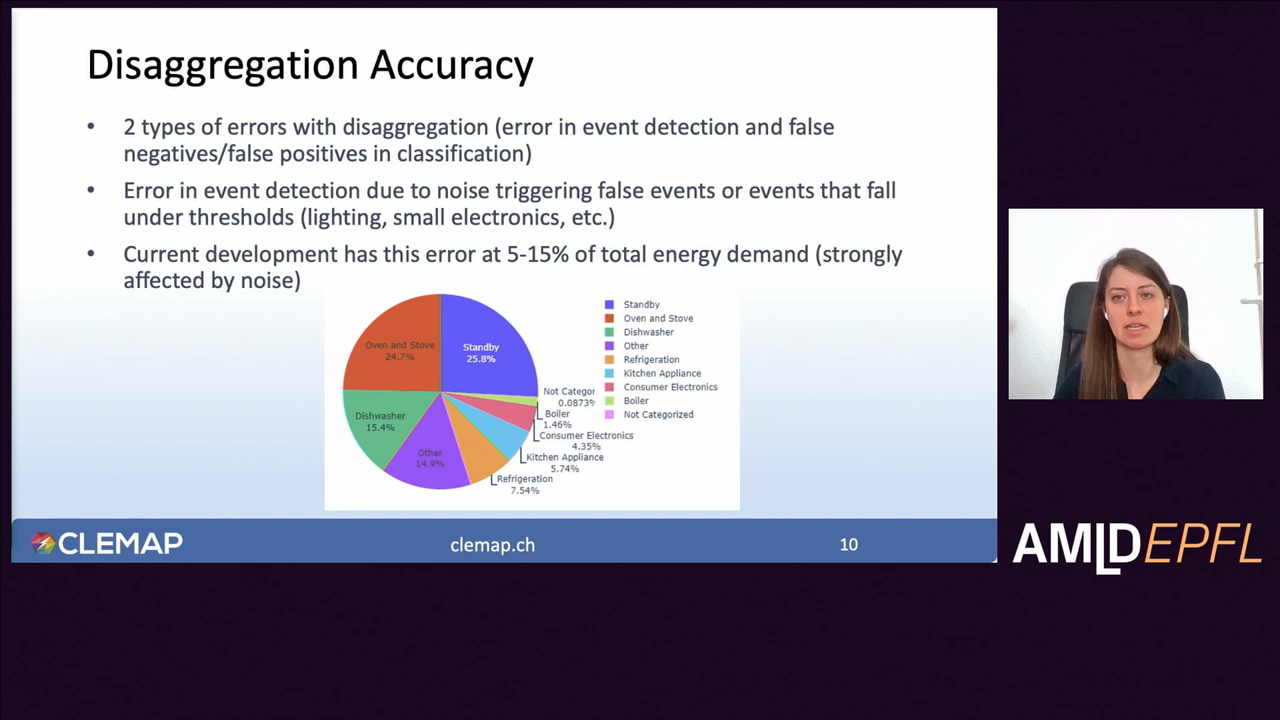 Disaggregation Accuracy
• 2 types of errors with disaggregation (error in event detection and false
negatives/false positives in classification)
• Error in event detection due to noise triggering false events or events that fall
under thresholds (lighting, small electronics, etc.)
• Current development has this error at 5-15% of total energy demand (strongly
affected by noise)
Oven and Stove
24.7%
Standby
25.8%
Dishwasher
15.4%
Other
14.9%
Not Categor
0.0873%
Boiler
1.46%
Consumer Electronics
4.35%
Kitchen Appliance
5.74%
Refrigeration
7.54%
Standby
Oven and Stove
Dishwasher
Other
Refrigeration
Kitchen Appliance
Consumer Electronics
Boiler
Not Categorized
CLEMAP
clemap.ch
10
AMLDEPFL